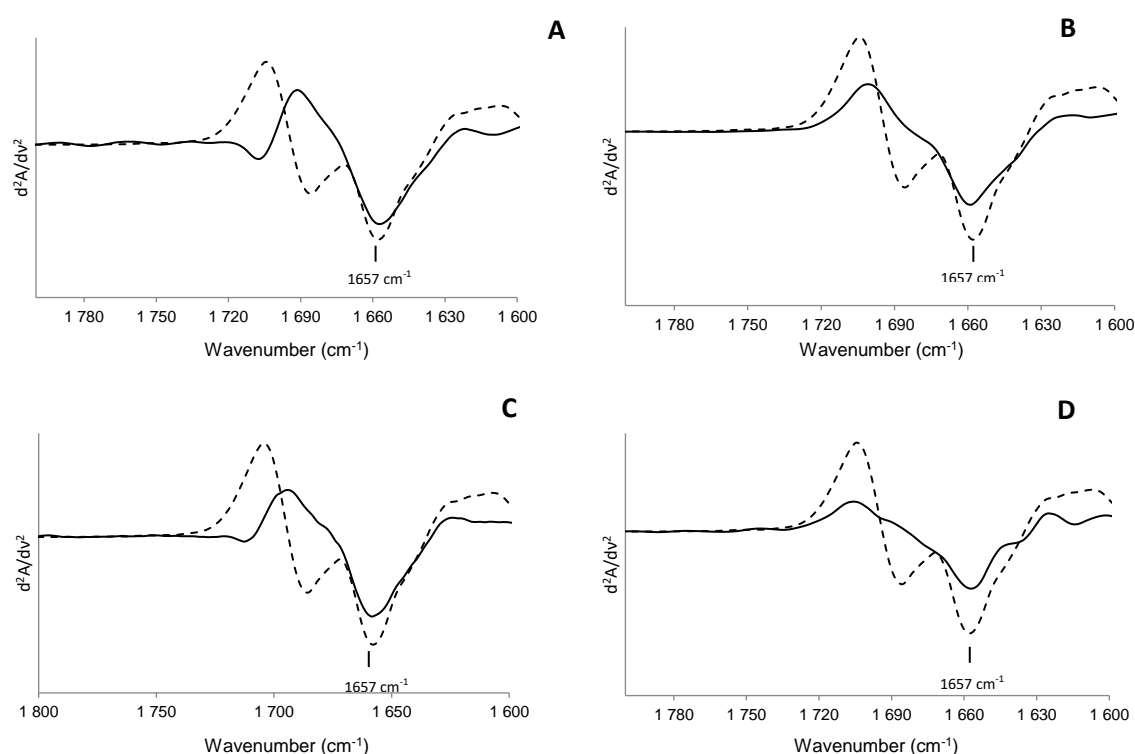 A
d²A/dv²
1657 cm⁻¹
1 780 1 750 1 720 1 690 1 660 1 630 1 600
Wavenumber (cm⁻¹)
B
d²A/dv²
1657 cm⁻¹
1 780 1 750 1 720 1 690 1 660 1 630 1 600
Wavenumber (cm⁻¹)
C
d²A/dv²
1657 cm⁻¹
1 800 1 750 1 700 1 650 1 600
Wavenumber (cm⁻¹)
D
d²A/dv²
1657 cm⁻¹
1 780 1 750 1 720 1 690 1 660 1 630 1 600
Wavenumber (cm⁻¹)